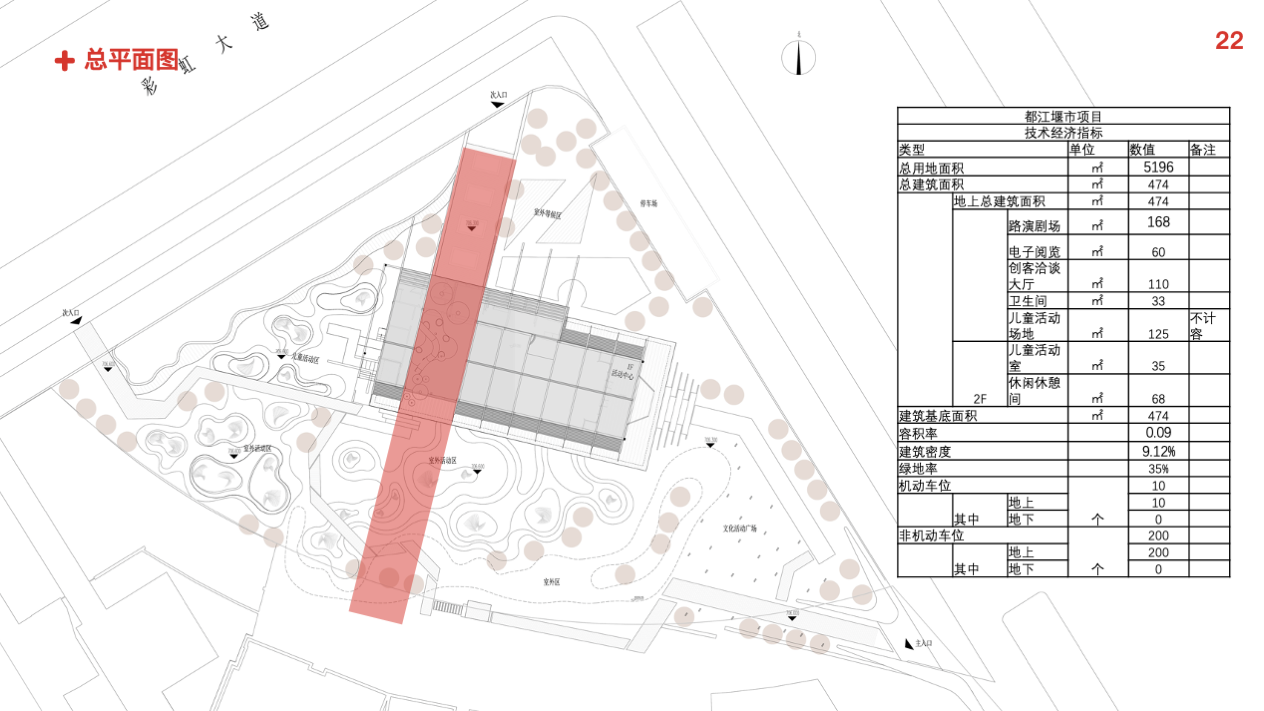 总平面图
22
彩虹大道
次入口
室外等候区
停车场
次入口
儿童活动区
活动中心
室外活动区
室外活动区
文化活动广场
室外区
主入口
都江堰市项目
技术经济指标
类型 单位 数值 备注
总用地面积 ㎡ 5196
总建筑面积 ㎡ 474
地上总建筑面积 ㎡ 474
路演剧场 ㎡ 168
电子阅览 ㎡ 60
创客洽谈
大厅 ㎡ 110
卫生间 ㎡ 33
儿童活动 不计
场地 ㎡ 125 容
儿童活动
室 ㎡ 35
休闲休憩
2F 间 ㎡ 68
建筑基底面积 ㎡ 474
容积率 0.09
建筑密度 9.12%
绿地率 35%
机动车位 10
地上 10
其中 地下 个 0
非机动车位 200
地上 200
其中 地下 个 0